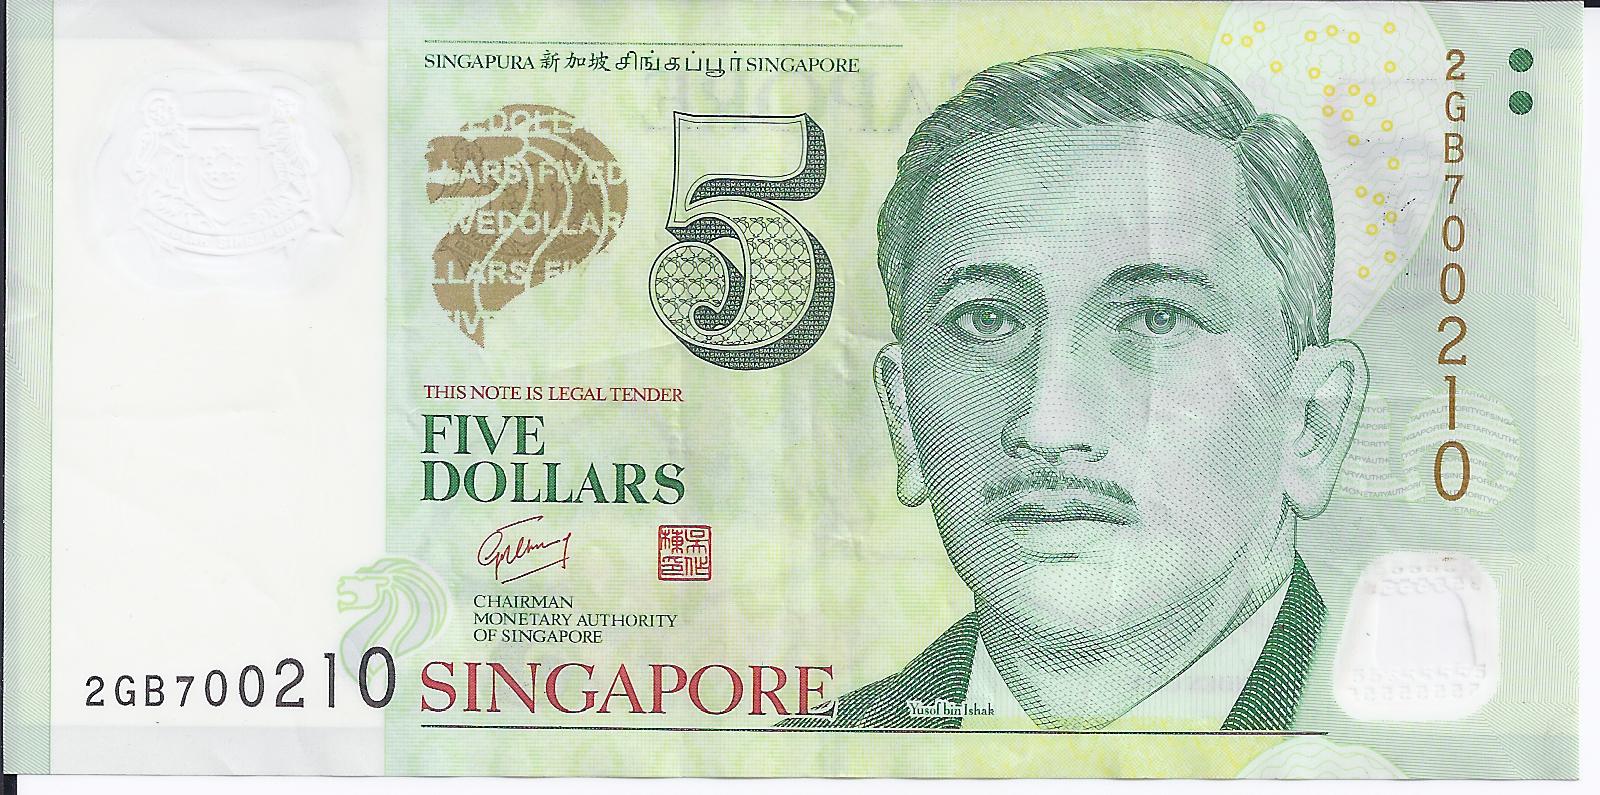 SINGAPURA 新加坡 சிங்கப்பூர் SINGAPORE
5
THIS NOTE IS LEGAL TENDER
FIVE
DOLLARS
CHAIRMAN
MONETARY AUTHORITY
OF SINGAPORE
SINGAPORE
Yusof bin Ishak
2GB700210
2GB700210